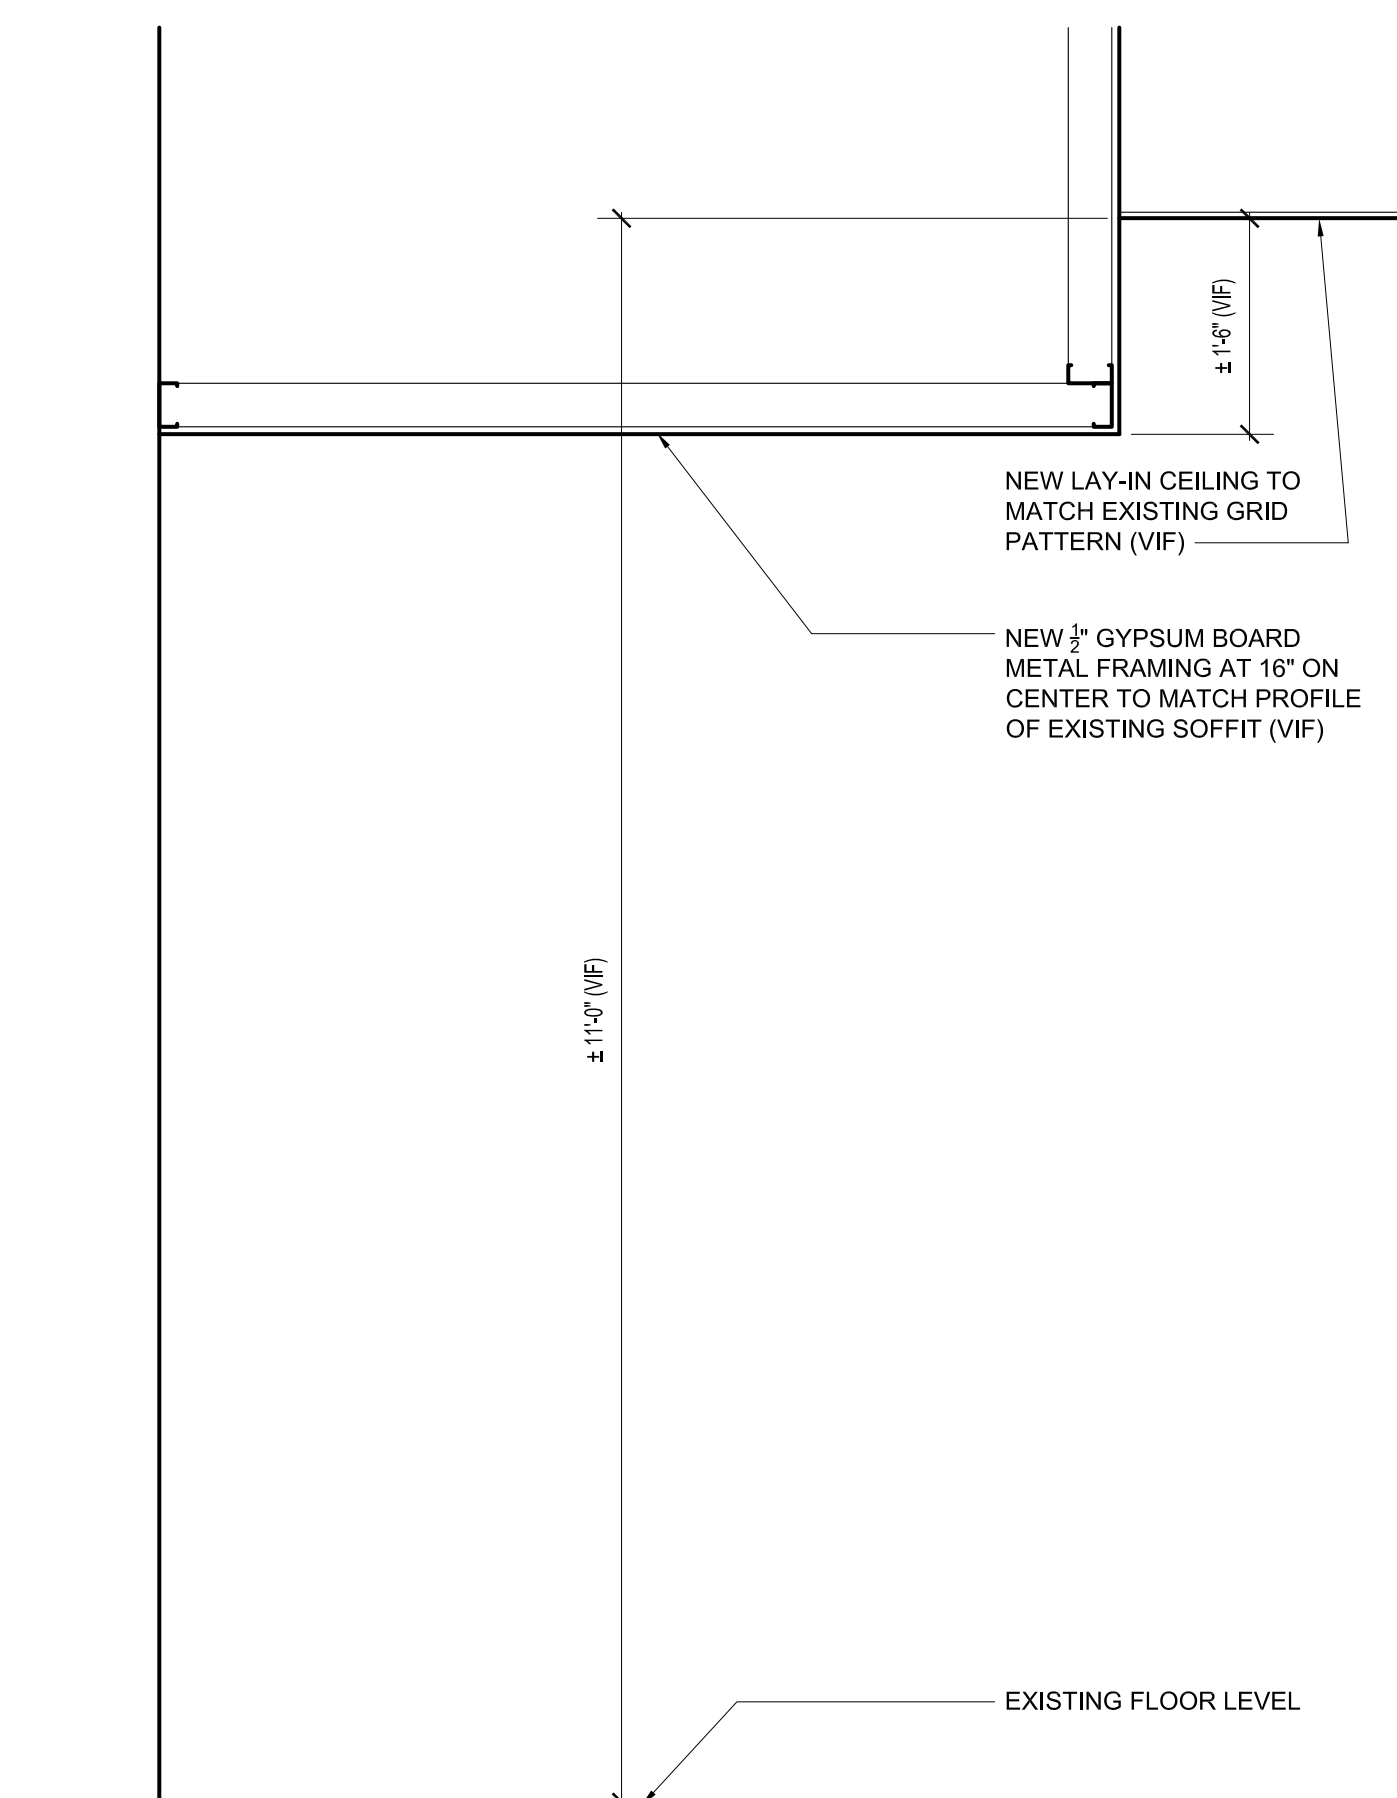 ± 1'-6" (VIF)
NEW LAY-IN CEILING TO
MATCH EXISTING GRID
PATTERN (VIF)
NEW 1/2" GYPSUM BOARD
METAL FRAMING AT 16" ON
CENTER TO MATCH PROFILE
OF EXISTING SOFFIT (VIF)
± 11'-0" (VIF)
EXISTING FLOOR LEVEL